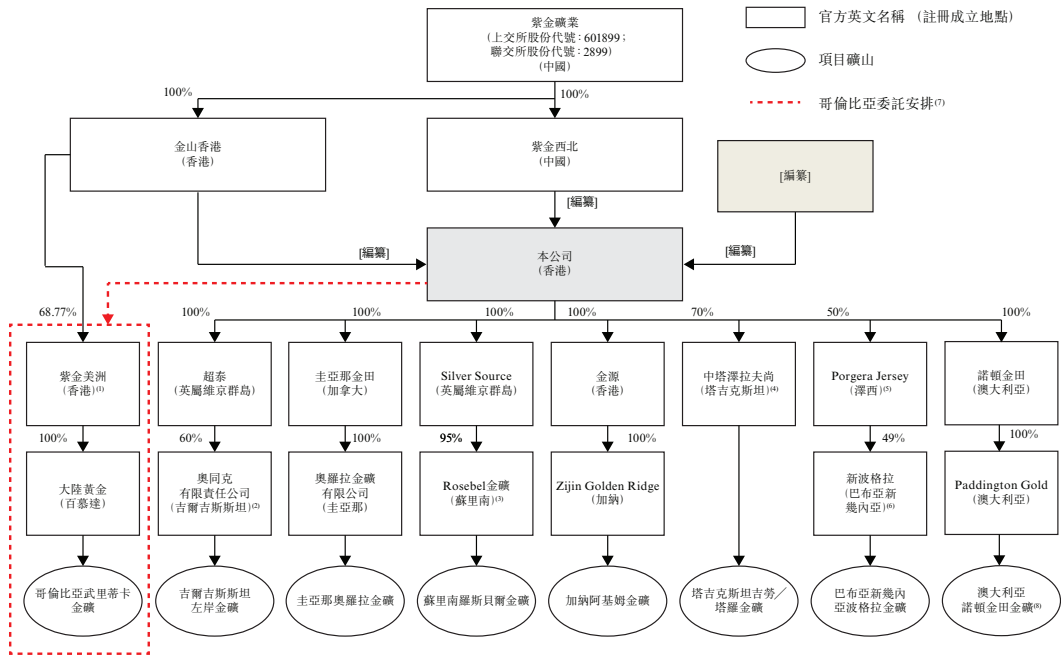 紫金礦業
(上交所股份代號：601899；
聯交所股份代號：2899)
(中國)
官方英文名稱 (註冊成立地點)
項目礦山
哥倫比亞委託安排(7)
100%
100%
金山香港
(香港)
紫金西北
(中國)
[編纂]
[編纂]
[編纂]
[編纂]
本公司
(香港)
68.77%
100%
100%
100%
100%
70%
50%
100%
紫金美洲
(香港)(1)
超泰
(英屬維京群島)
圭亞那金田
(加拿大)
Silver Source
(英屬維京群島)
金源
(香港)
中塔澤拉夫尚
(塔吉克斯坦)(4)
Porgera Jersey
(澤西)(5)
諾頓金田
(澳大利亞)
100%
60%
100%
95%
100%
49%
100%
大陸黃金
(百慕達)
奧同克
有限責任公司
(吉爾吉斯斯坦)(2)
奧羅拉金礦
有限公司
(圭亞那)
Rosebel金礦
(蘇里南)(3)
Zijin Golden Ridge
(加納)
新波格拉
(巴布亞新
幾內亞)
(6)
Paddington Gold
(澳大利亞)
哥倫比亞武里蒂卡
金礦
吉爾吉斯斯坦
左岸金礦
圭亞那奧羅拉金礦
蘇里南羅斯貝爾金礦
加納阿基姆金礦
塔吉克斯坦吉勞／
塔羅金礦
巴布亞新幾內
亞波格拉金礦
澳大利亞
諾頓金田金礦(8)